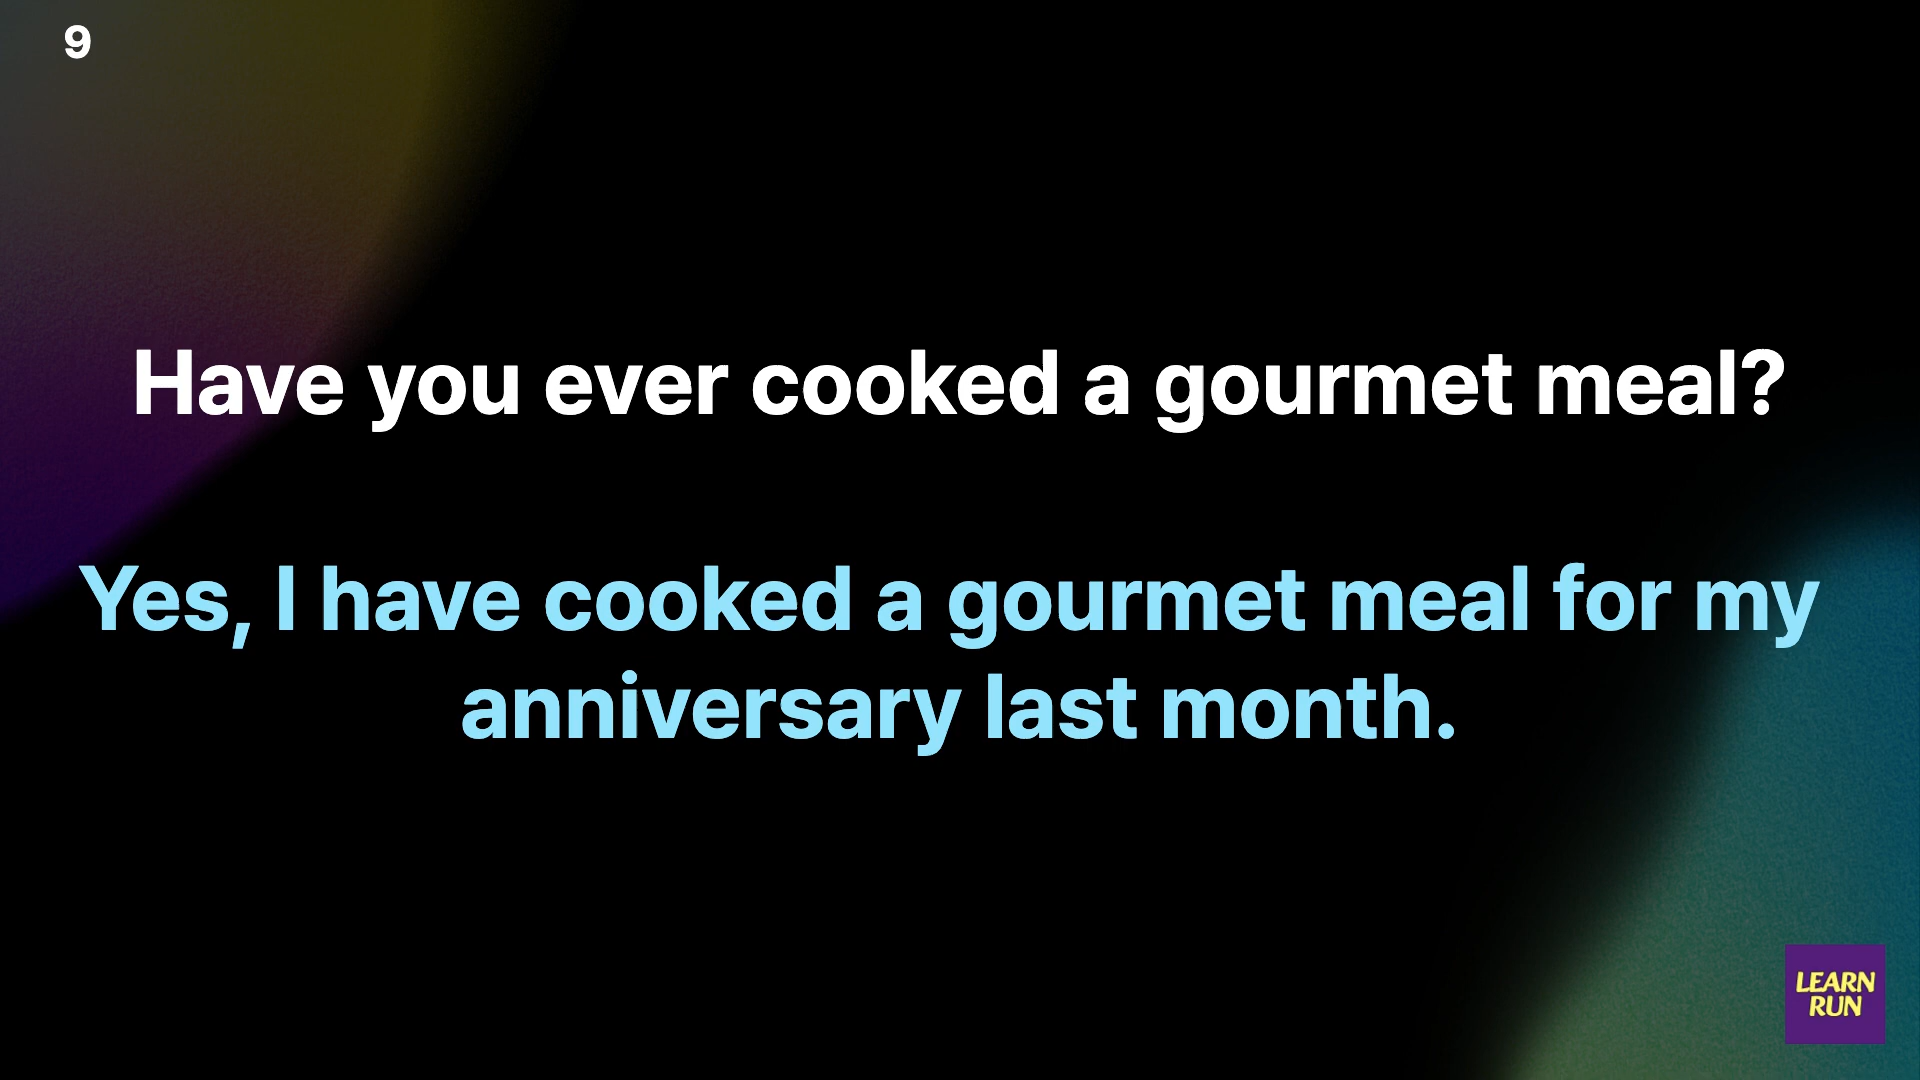 9
Have you ever cooked a gourmet meal?
Yes, I have cooked a gourmet meal for my
anniversary last month.
LEARN
RUN